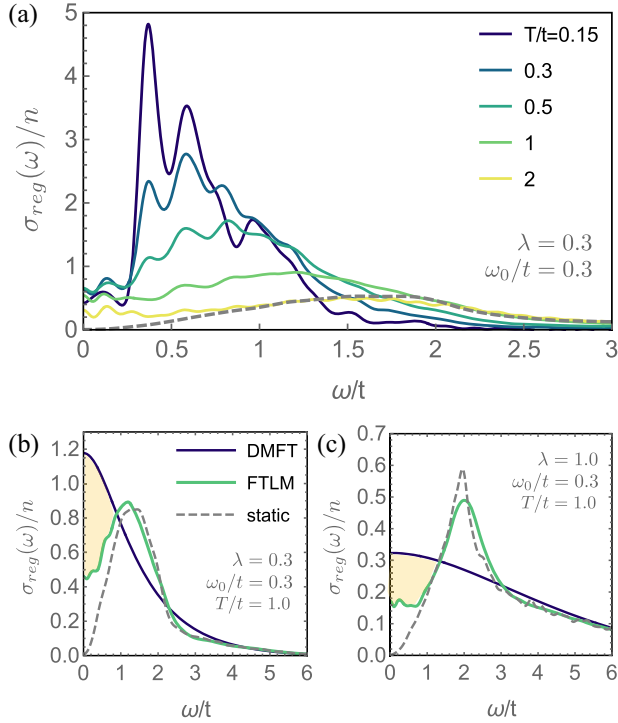 (a)
5
4
3
2
1
0
σreg(ω)/n
T/t=0.15
0.3
0.5
1
2
λ = 0.3
ω0/t = 0.3
0
0.5
1
1.5
2
2.5
3
ω/t
(b)
1.2
1.0
0.8
0.6
0.4
0.2
0.0
σreg(ω)/n
DMFT
FTLM
static
λ = 0.3
ω0/t = 0.3
T/t = 1.0
0 1 2 3 4 5 6
ω/t
(c)
0.7
0.6
0.5
0.4
0.3
0.2
0.1
0.0
σreg(ω)/n
λ = 1.0
ω0/t = 0.3
T/t = 1.0
0 1 2 3 4 5 6
ω/t